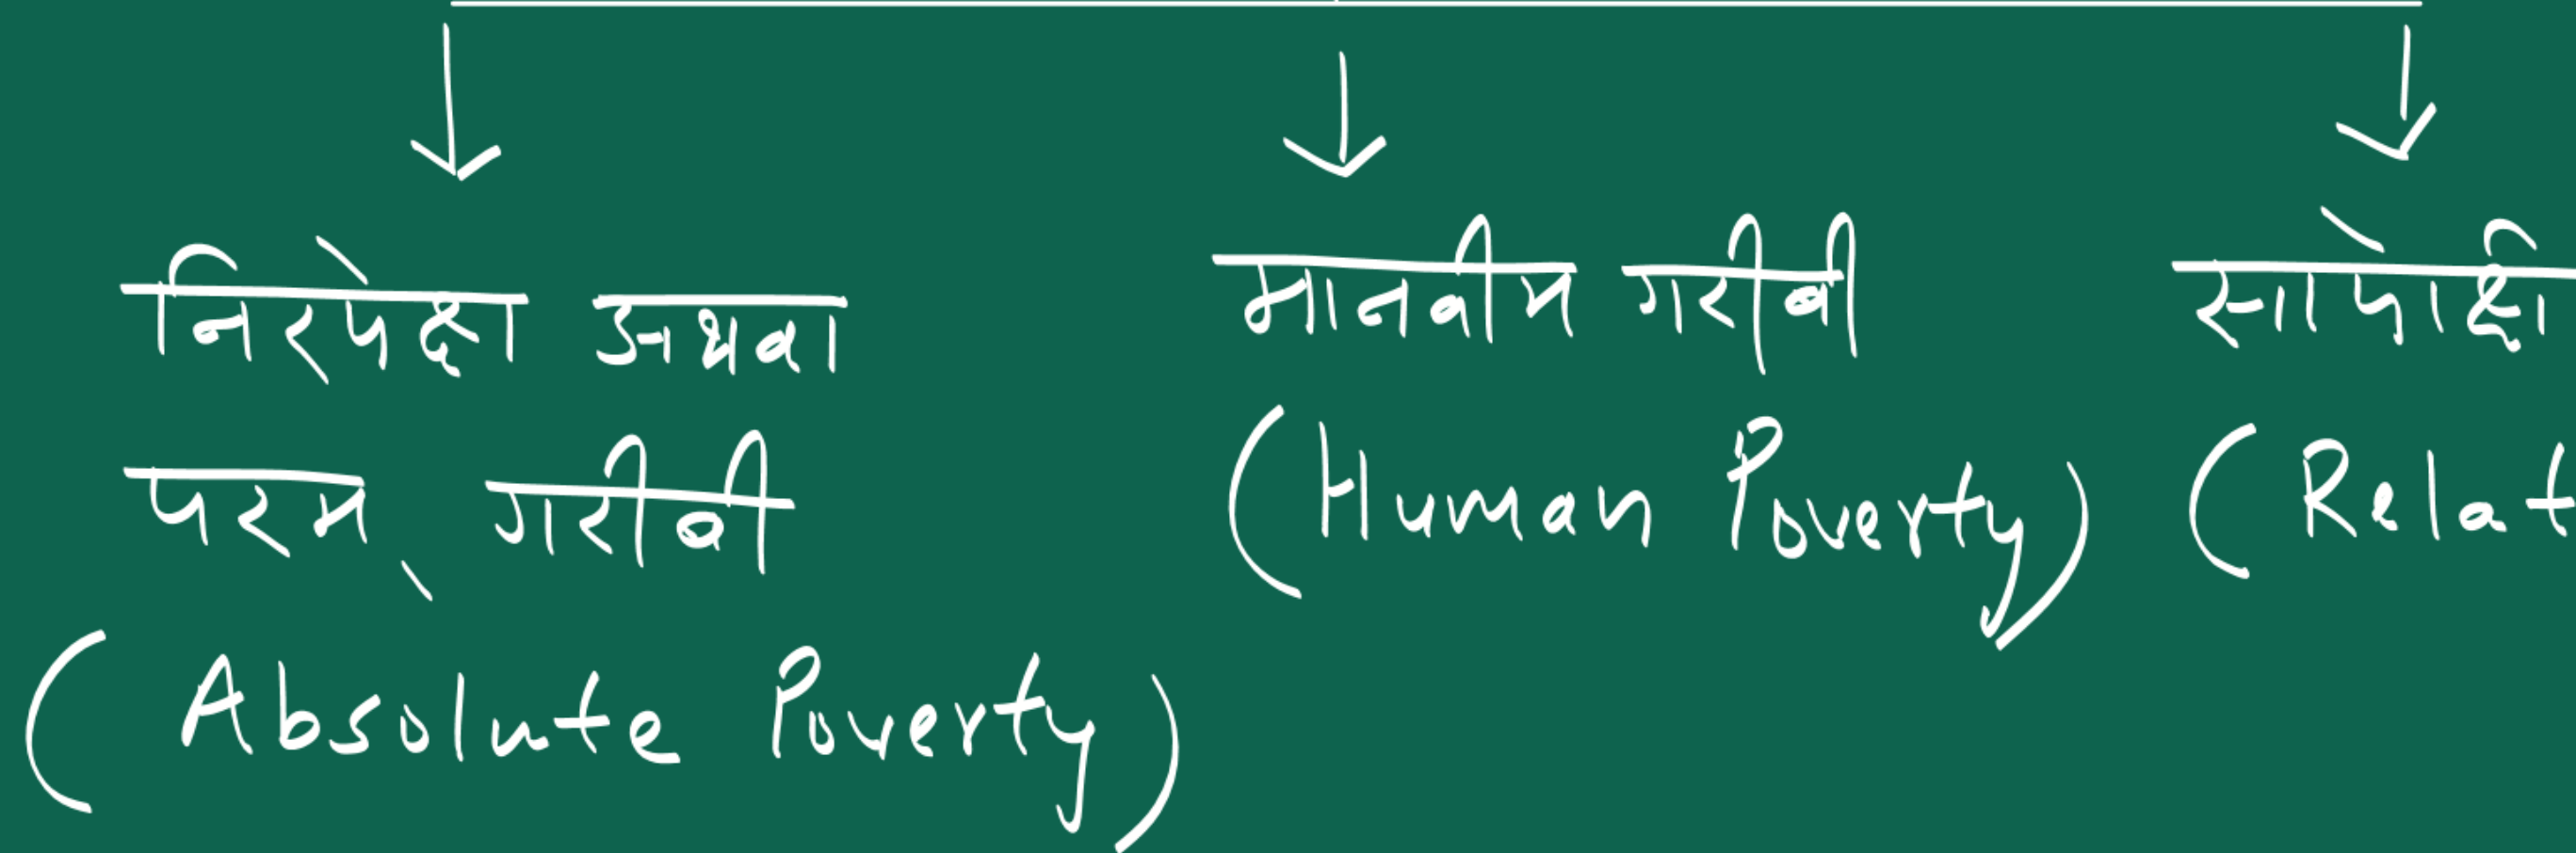 निरपेक्षा अथवा
परम गरीबी
(Absolute Poverty)
मानवीय गरीबी
(Human Poverty)
(Relat